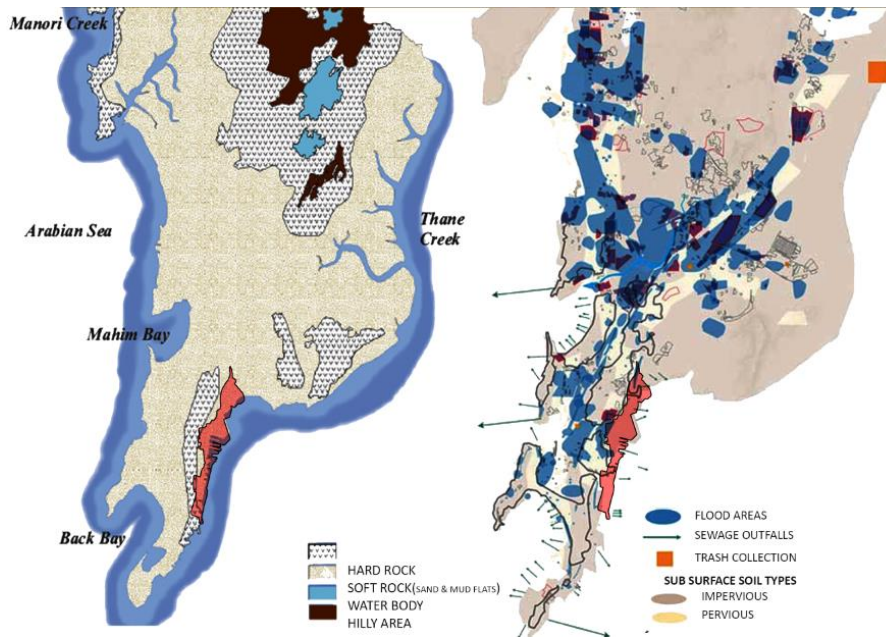 Manori Creek
Arabian Sea
Thane
Creek
Mahim Bay
Back Bay
HARD ROCK
SOFT ROCK(SAND & MUD FLATS)
WATER BODY
HILLY AREA
FLOOD AREAS
SEWAGE OUTFALLS
TRASH COLLECTION
SUB SURFACE SOIL TYPES
IMPERVIOUS
PERVIOUS